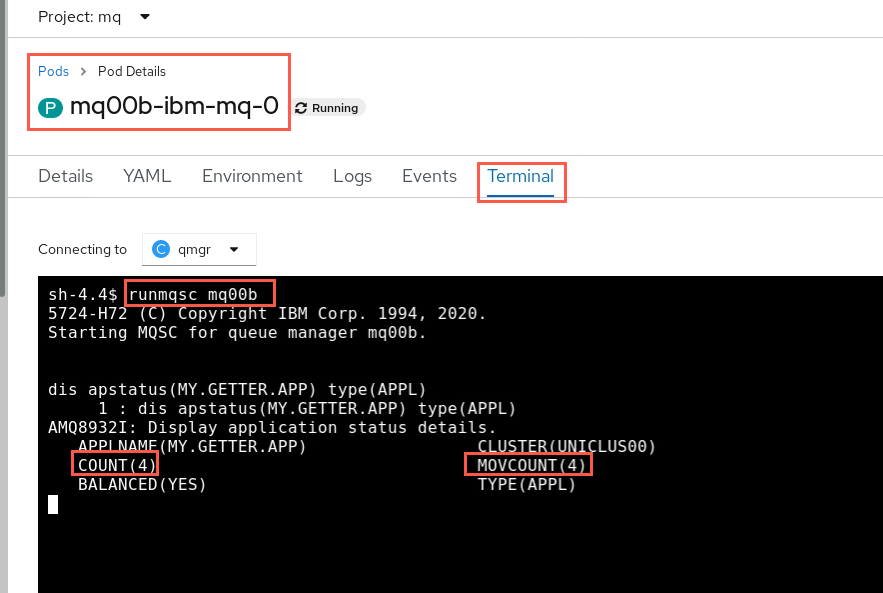 Project: mq
Pods > Pod Details
P mq00b-ibm-mq-0 Running
Details YAML Environment Logs Events Terminal
Connecting to C qmgr
sh-4.4$ runmqsc mq00b
5724-H72 (C) Copyright IBM Corp. 1994, 2020.
Starting MQSC for queue manager mq00b.
dis apstatus(MY.GETTER.APP) type(APPL)
1 : dis apstatus(MY.GETTER.APP) type(APPL)
AMQ8932I: Display application status details.
APPLNAME(MY.GETTER.APP) CLUSTER(UNICLUS00)
COUNT(4) MOVCOUNT(4)
BALANCED(YES) TYPE(APPL)